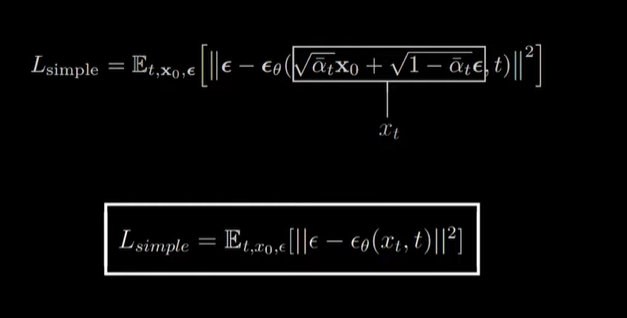 L_simple = 𝔼_{t,𝐱₀,ϵ}[||ϵ − ϵ_θ(√ᾱ_t 𝐱₀ + √1 − ᾱ_t ϵ, t)||²]
x_t
L_simple = 𝔼_{t,x₀,ϵ}[||ϵ − ϵ_θ(x_t, t)||²]